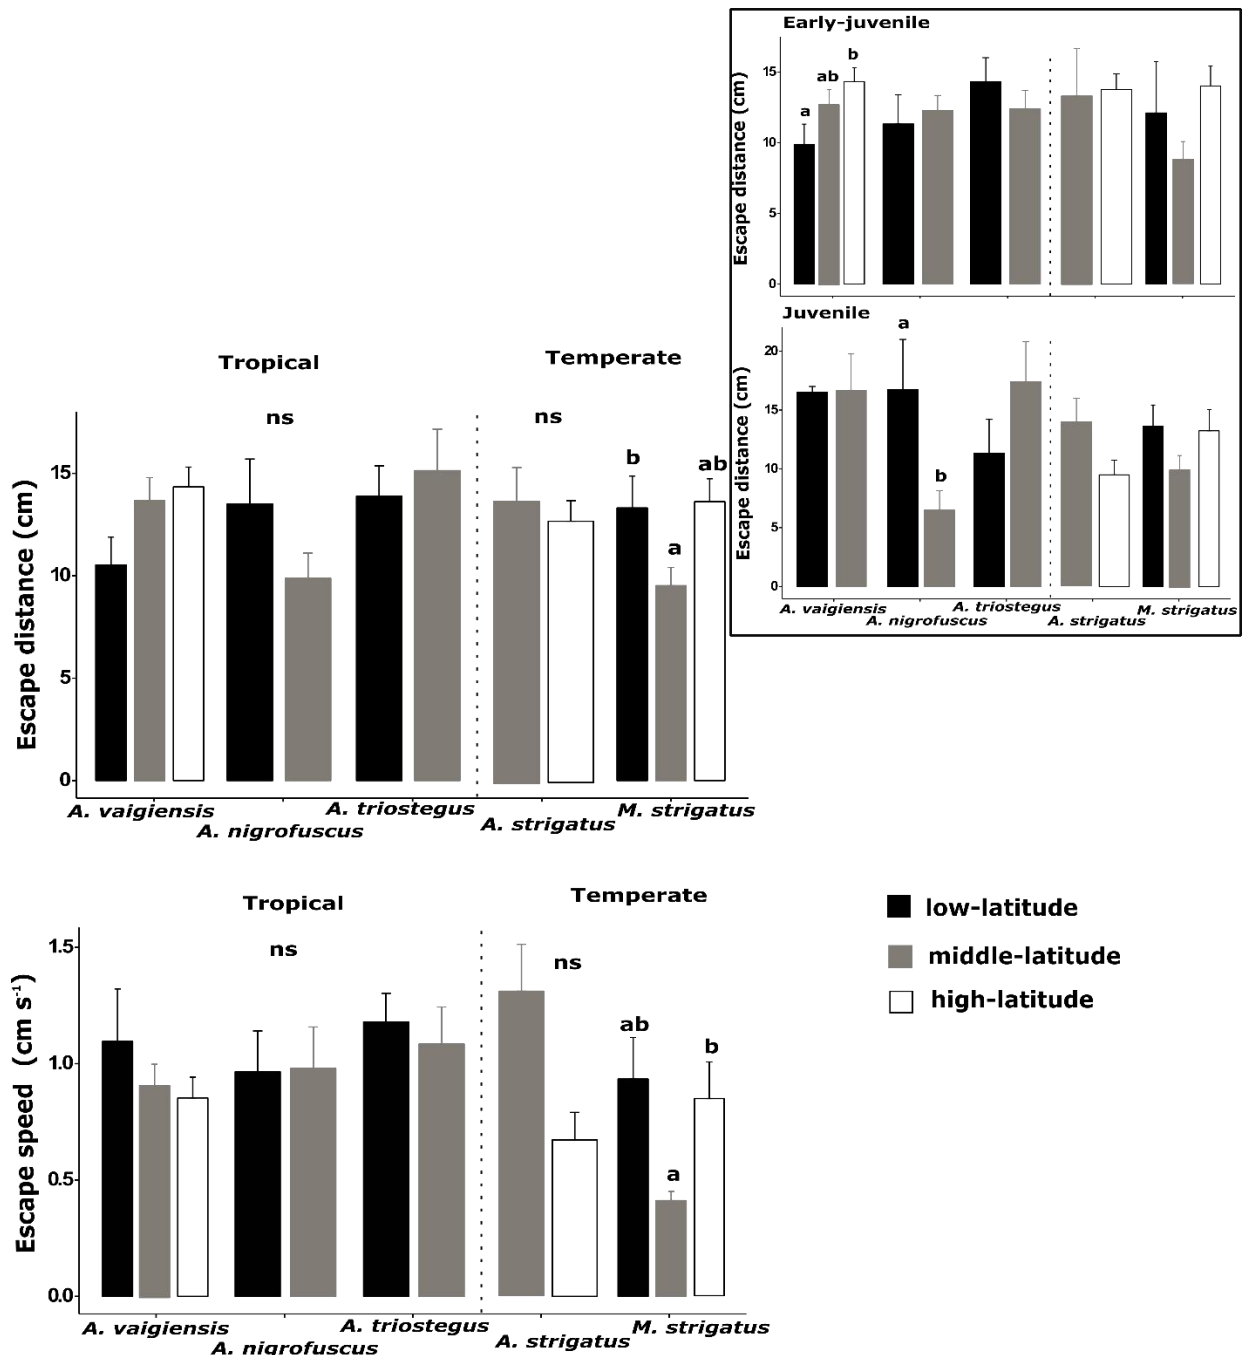 Early-juvenile
Escape distance (cm)
15
10
5
0
a
ab
b
Juvenile
Escape distance (cm)
20
15
10
5
0
a
b
A. vaigiensis
A. nigrofuscus
A. triostegus
A. strigatus
M. strigatus
Tropical
Temperate
Escape distance (cm)
15
10
5
0
ns
ns
b
a
ab
A. vaigiensis
A. nigrofuscus
A. triostegus
A. strigatus
M. strigatus
Tropical
Temperate
Escape speed (cm s-1)
1.5
1.0
0.5
0.0
ns
ns
ab
a
b
A. vaigiensis
A. nigrofuscus
A. triostegus
A. strigatus
M. strigatus
low-latitude
middle-latitude
high-latitude